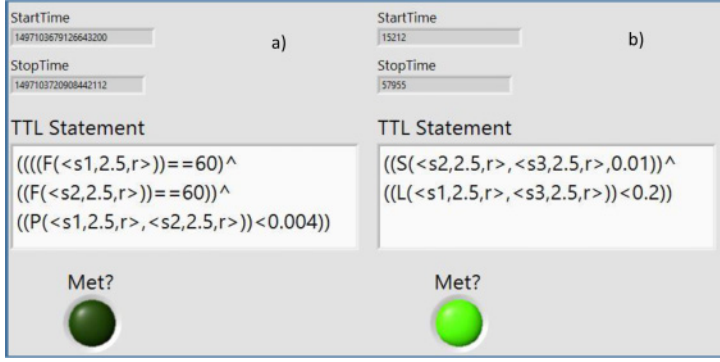 StartTime
1497103679126643200
a)
StopTime
1497103720908442112
TTL Statement
((((F(<s1,2.5,r>))==60)^
((F(<s2,2.5,r>))==60))^
((P(<s1,2.5,r>,<s2,2.5,r>))<0.004))
Met?
StartTime
15212
b)
StopTime
57955
TTL Statement
((S(<s2,2.5,r>,<s3,2.5,r>,0.01))^
((L(<s1,2.5,r>,<s3,2.5,r>))<0.2))
Met?